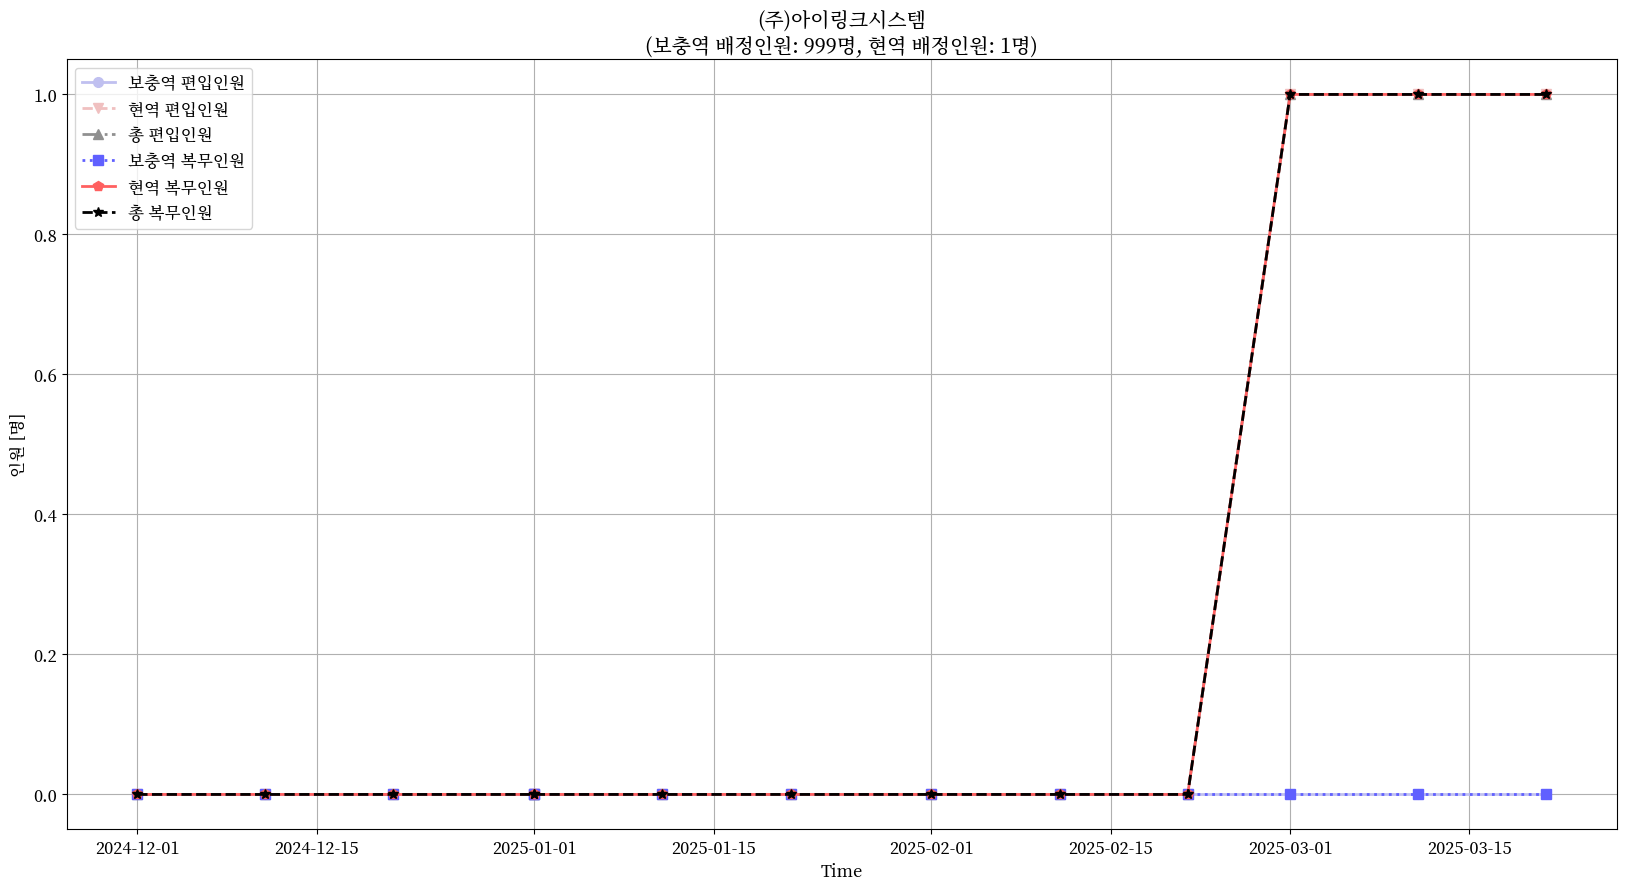 (주)아이링크시스템
(보충역 배정인원: 999명, 현역 배정인원: 1명)
보충역 편입인원
현역 편입인원
총 편입인원
보충역 복무인원
현역 복무인원
총 복무인원
1.0
0.8
0.6
0.4
0.2
0.0
인원 [명]
2024-12-01
2024-12-15
2025-01-01
2025-01-15
2025-02-01
2025-02-15
2025-03-01
2025-03-15
Time